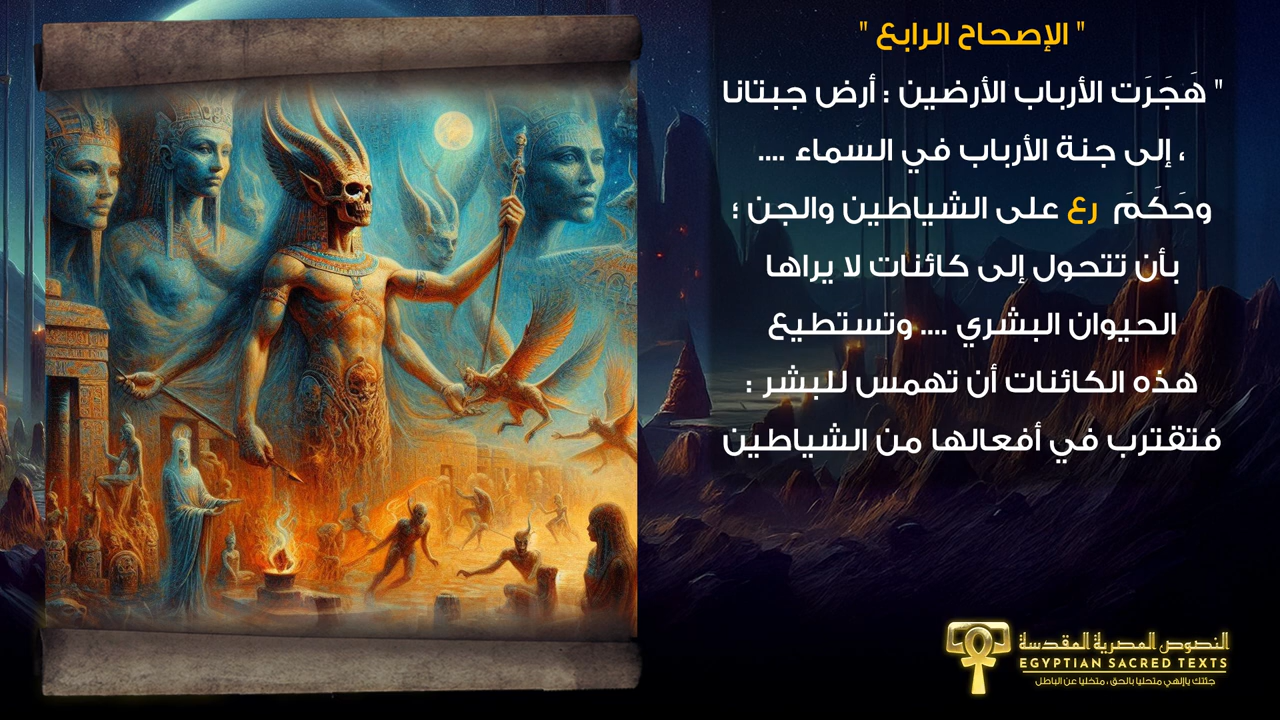 " الإصحاح الرابع "
" هَجَرَت الأرباب الأرضين : أرض جبتانا
، إلى جنة الأرباب في السماء ....
وحَكَمَ رع على الشياطين والجن ؛
بأن تتحول إلى كائنات لا يراها
الحيوان البشري .... وتستطيع
هذه الكائنات أن تهمس للبشر :
فتقترب في أفعالها من الشياطين
النصوص المصرية المقدسة
EGYPTIAN SACRED TEXTS
جئتك ياإلهي متحليا بالحق ، متخليا عن الباطل